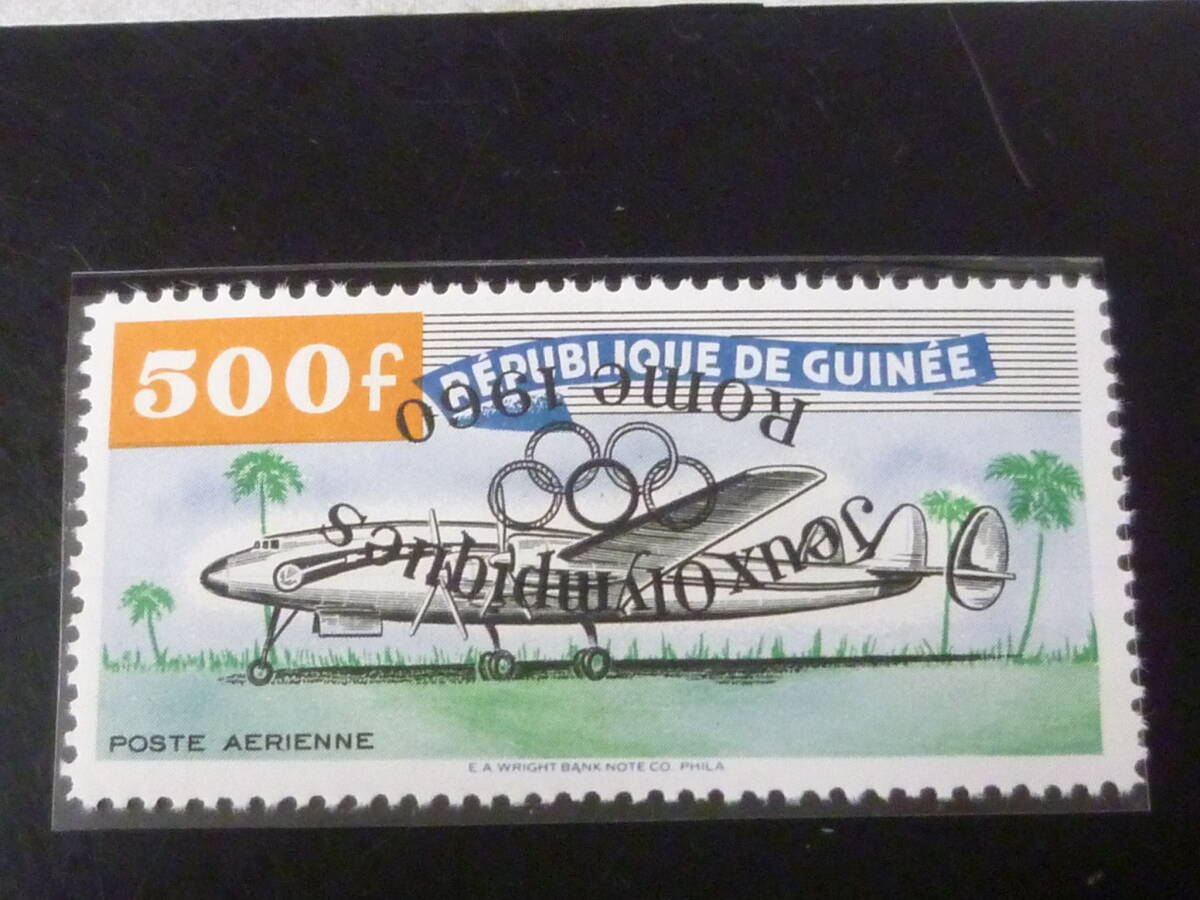 500f
RÉPUBLIQUE DE GUINÉE
Jeux Olympiques
Rome 1960
POSTE AERIENNE
E.A. WRIGHT BANK NOTE CO. PHILA